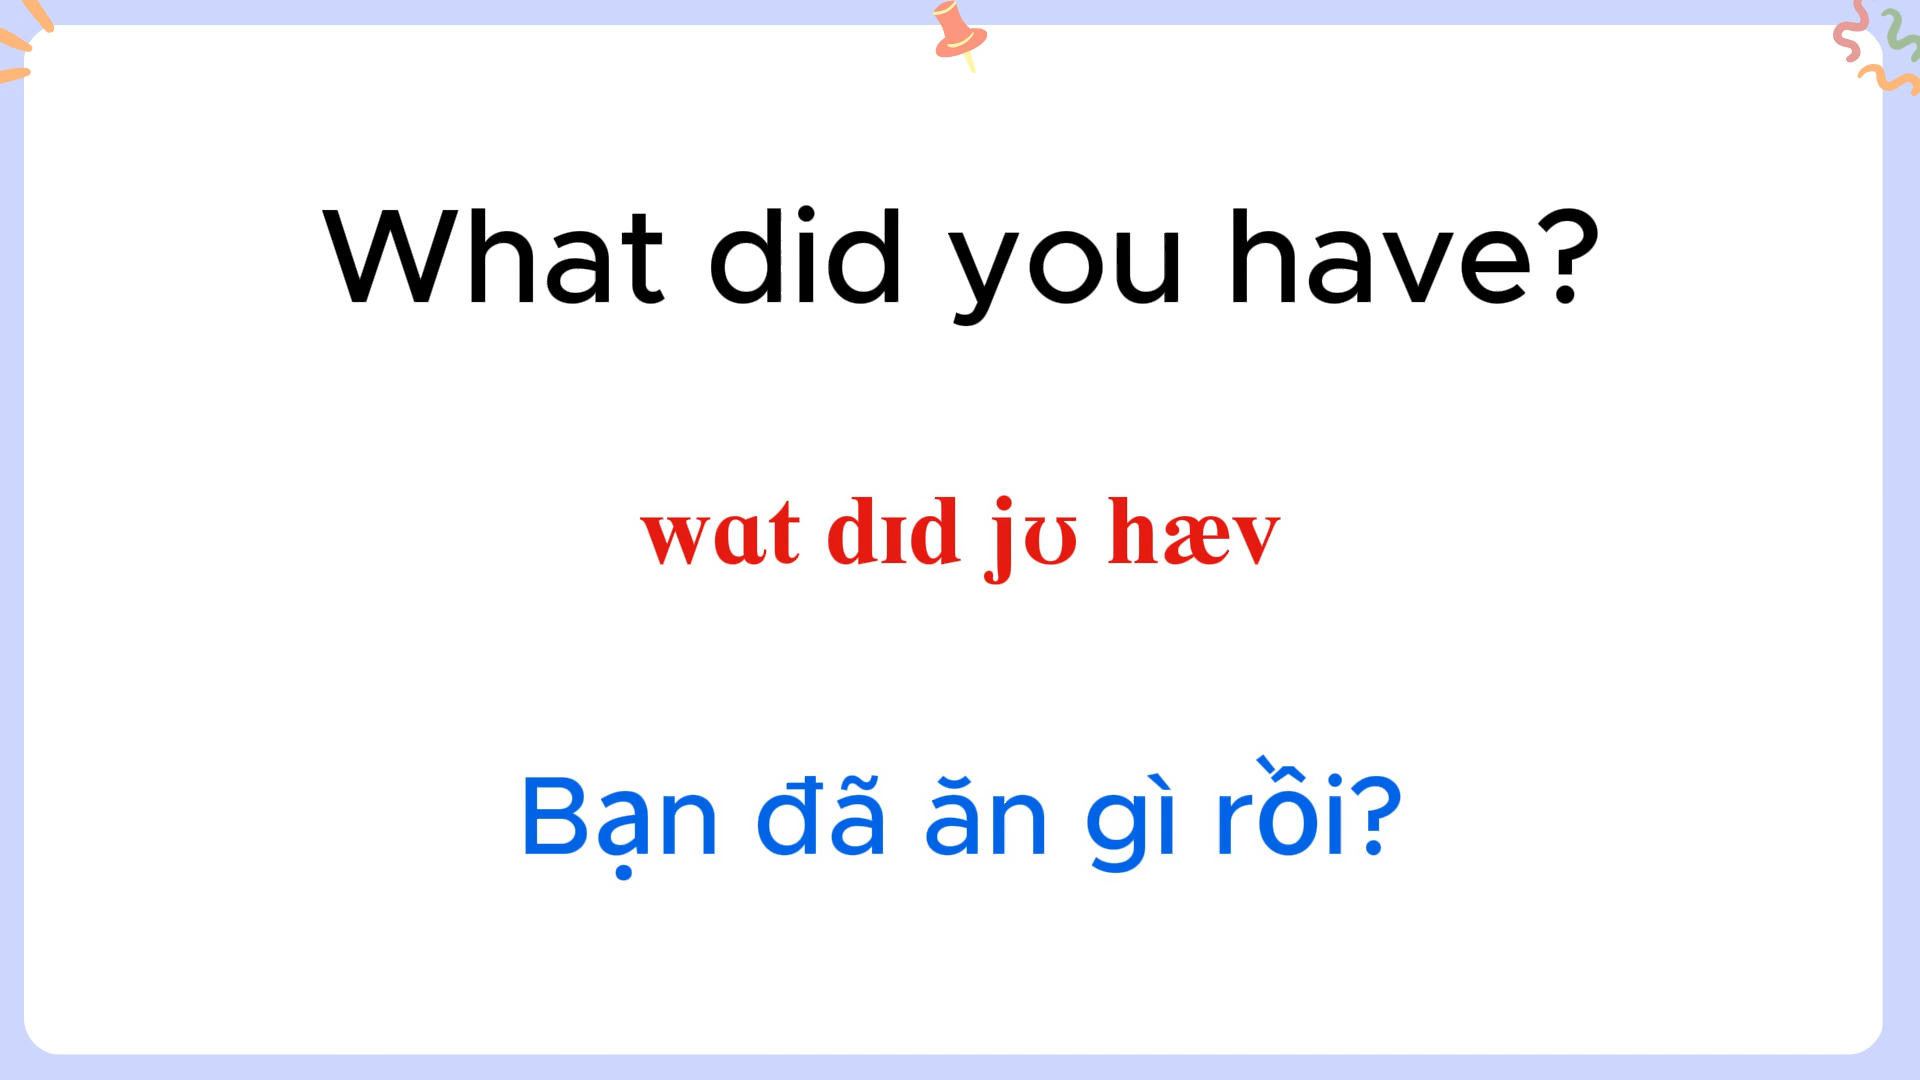 What did you have?
wɑt dɪd jʊ hæv
Bạn đã ăn gì rồi?